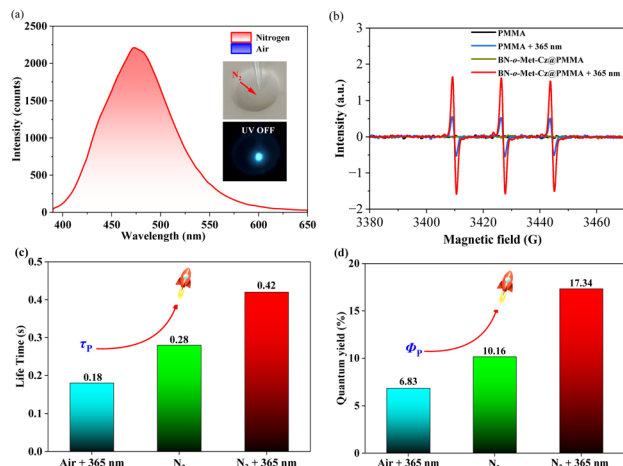 (a)
Nitrogen
Air
N₂
UV OFF
2500
2000
1500
1000
500
0
Intensity (counts)
400
450
500
550
600
650
Wavelength (nm)
(b)
PMMA
PMMA + 365 nm
BN-o-Met-Cz@PMMA
BN-o-Met-Cz@PMMA + 365 nm
2
1
0
−1
−2
Intensity (a.u.)
3380
3400
3420
3440
3460
Magnetic field (G)
(c)
τP
0.18
0.28
0.42
0.6
0.5
0.4
0.3
0.2
0.1
0.0
Life Time (s)
Air + 365 nm
N₂
N₂ + 365 nm
(d)
ΦP
6.83
10.16
17.34
20
15
10
5
0
Quantum yield (%)
Air + 365 nm
N₂
N₂ + 365 nm